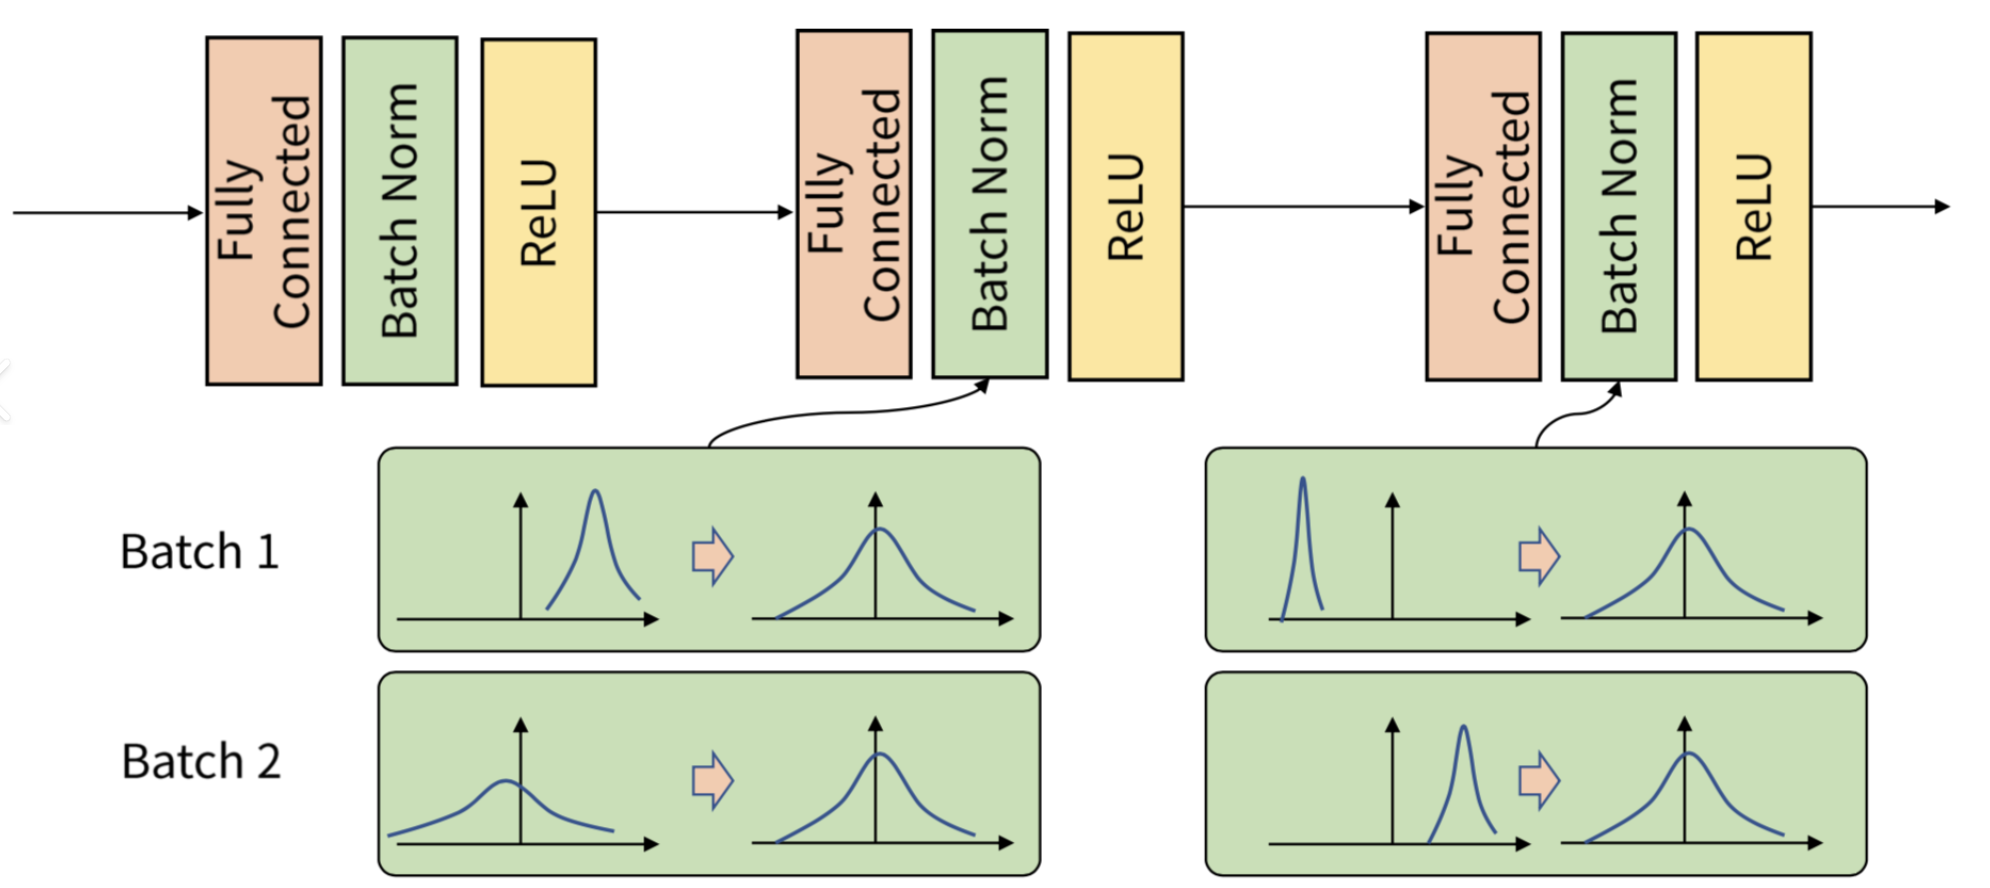 Fully
Connected
Batch Norm
ReLU
Fully
Connected
Batch Norm
ReLU
Fully
Connected
Batch Norm
ReLU
Batch 1
Batch 2